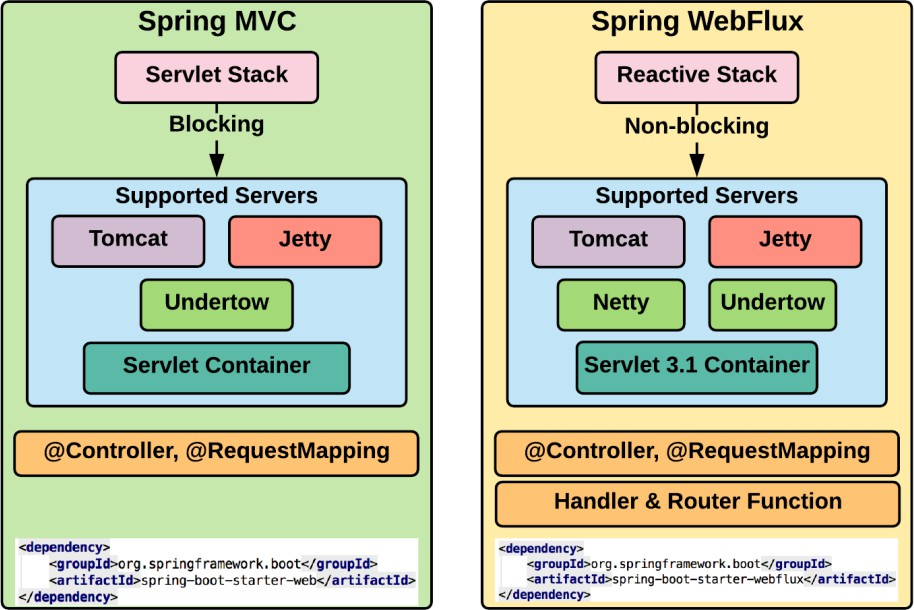 Spring MVC
Servlet Stack
Blocking
Supported Servers
Tomcat
Jetty
Undertow
Servlet Container
@Controller, @RequestMapping
<dependency>
<groupId>org.springframework.boot</groupId>
<artifactId>spring-boot-starter-web</artifactId>
</dependency>
Spring WebFlux
Reactive Stack
Non-blocking
Supported Servers
Tomcat
Jetty
Netty
Undertow
Servlet 3.1 Container
@Controller, @RequestMapping
Handler & Router Function
<dependency>
<groupId>org.springframework.boot</groupId>
<artifactId>spring-boot-starter-webflux</artifactId>
</dependency>